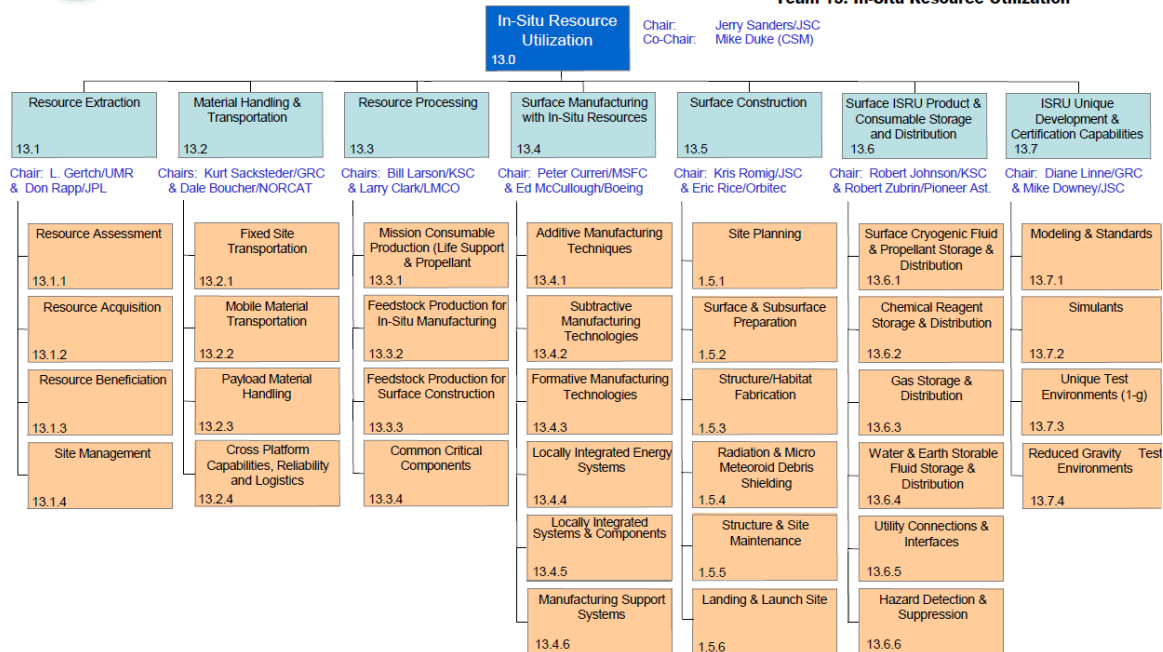 Team 13: In-Situ Resource Utilization
In-Situ Resource
Utilization
13.0
Chair: Jerry Sanders/JSC
Co-Chair: Mike Duke (CSM)
Resource Extraction
13.1
Material Handling &
Transportation
13.2
Resource Processing
13.3
Surface Manufacturing
with In-Situ Resources
13.4
Surface Construction
13.5
Surface ISRU Product &
Consumable Storage
and Distribution
13.6
ISRU Unique
Development &
Certification Capabilities
13.7
Chair: L. Gertch/UMR
& Don Rapp/JPL
Chairs: Kurt Sacksteder/GRC
& Dale Boucher/NORCAT
Chairs: Bill Larson/KSC
& Larry Clark/LMCO
Chair: Peter Curreri/MSFC
& Ed McCullough/Boeing
Chair: Kris Romig/JSC
& Eric Rice/Orbitec
Chair: Robert Johnson/KSC
& Robert Zubrin/Pioneer Ast.
Chair: Diane Linne/GRC
& Mike Downey/JSC
Resource Assessment
13.1.1
Resource Acquisition
13.1.2
Resource Beneficiation
13.1.3
Site Management
13.1.4
Fixed Site
Transportation
13.2.1
Mobile Material
Transportation
13.2.2
Payload Material
Handling
13.2.3
Cross Platform
Capabilities, Reliability
and Logistics
13.2.4
Mission Consumable
Production (Life Support
& Propellant
13.3.1
Feedstock Production for
In-Situ Manufacturing
13.3.2
Feedstock Production for
Surface Construction
13.3.3
Common Critical
Components
13.3.4
Additive Manufacturing
Techniques
13.4.1
Subtractive
Manufacturing
Technologies
13.4.2
Formative Manufacturing
Technologies
13.4.3
Locally Integrated Energy
Systems
13.4.4
Locally Integrated
Systems & Components
13.4.5
Manufacturing Support
Systems
13.4.6
Site Planning
1.5.1
Surface & Subsurface
Preparation
1.5.2
Structure/Habitat
Fabrication
1.5.3
Radiation & Micro
Meteoroid Debris
Shielding
1.5.4
Structure & Site
Maintenance
1.5.5
Landing & Launch Site
1.5.6
Surface Cryogenic Fluid
& Propellant Storage &
Distribution
13.6.1
Chemical Reagent
Storage & Distribution
13.6.2
Gas Storage &
Distribution
13.6.3
Water & Earth Storable
Fluid Storage &
Distribution
13.6.4
Utility Connections &
Interfaces
13.6.5
Hazard Detection &
Suppression
13.6.6
Modeling & Standards
13.7.1
Simulants
13.7.2
Unique Test
Environments (1-g)
13.7.3
Reduced Gravity Test
Environments
13.7.4